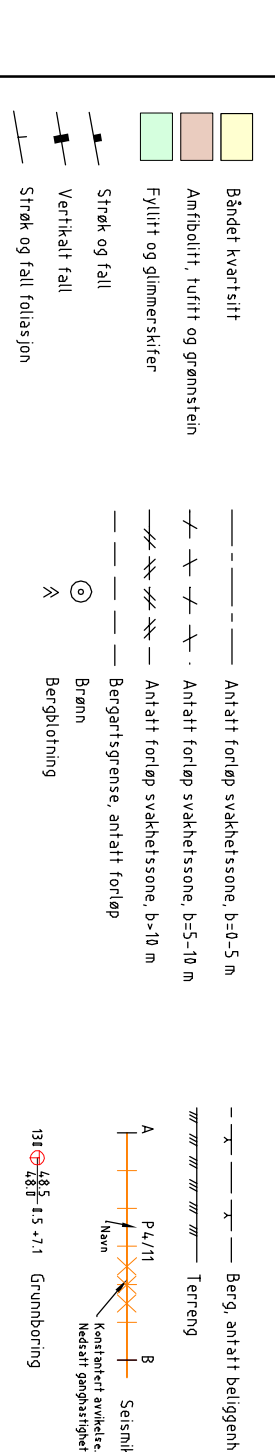 Båndet kvartsitt
Amfibolitt, tufitt og grønnstein
Fyllitt og glimmerskifer
Strøk og fall
Vertikalt fall
Strøk og fall foliasjon
Antatt forløp svakhetssone, b=0-5 m
Antatt forløp svakhetssone, b=5-10 m
Antatt forløp svakhetssone, b>10 m
Bergartsgrense, antatt forløp
Brønn
Bergblotning
Berg, antatt beliggenh
Terreng
A
P4/11
B
Navn
Seismi
Konstantert avvikelse.
Nedsatt ganghastighet
48.5
48.0
Grunnboring